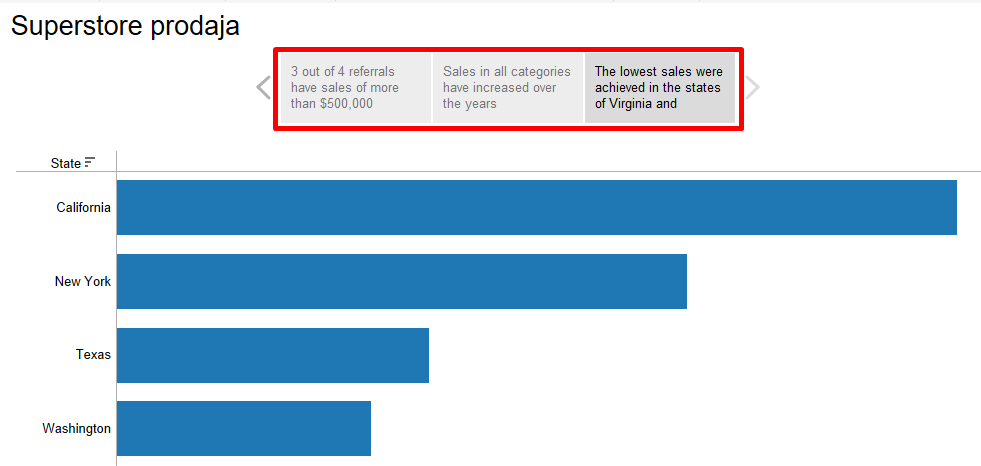 Superstore prodaja
3 out of 4 referrals
have sales of more
than $500,000
Sales in all categories
have increased over
the years
The lowest sales were
achieved in the states
of Virginia and
State
California
New York
Texas
Washington